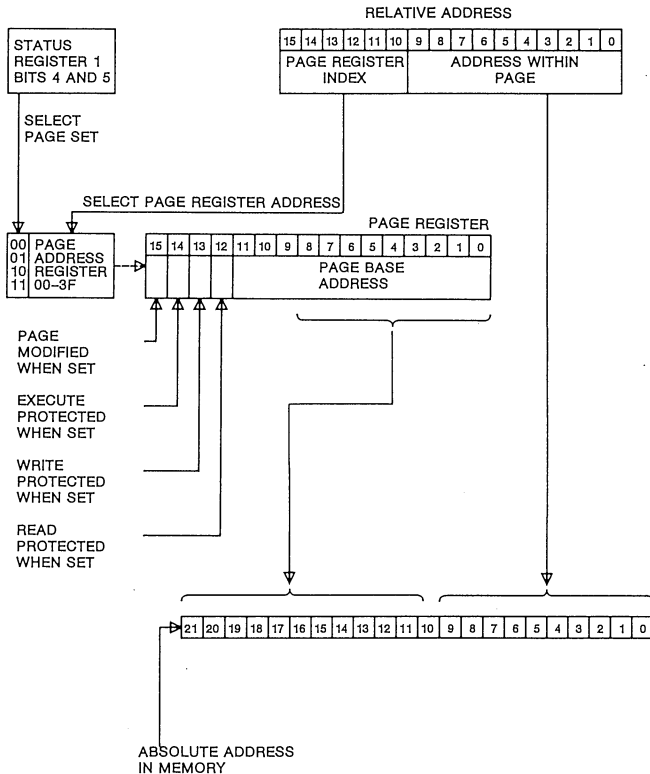 RELATIVE ADDRESS
STATUS
REGISTER 1
BITS 4 AND 5
15 14 13 12 11 10 9 8 7 6 5 4 3 2 1 0
PAGE REGISTER
INDEX
ADDRESS WITHIN
PAGE
SELECT
PAGE SET
SELECT PAGE REGISTER ADDRESS
PAGE REGISTER
00 PAGE
01 ADDRESS
10 REGISTER
11 00-3F
15 14 13 12 11 10 9 8 7 6 5 4 3 2 1 0
PAGE BASE
ADDRESS
PAGE
MODIFIED
WHEN SET
EXECUTE
PROTECTED
WHEN SET
WRITE
PROTECTED
WHEN SET
READ
PROTECTED
WHEN SET
21 20 19 18 17 16 15 14 13 12 11 10 9 8 7 6 5 4 3 2 1 0
ABSOLUTE ADDRESS
IN MEMORY